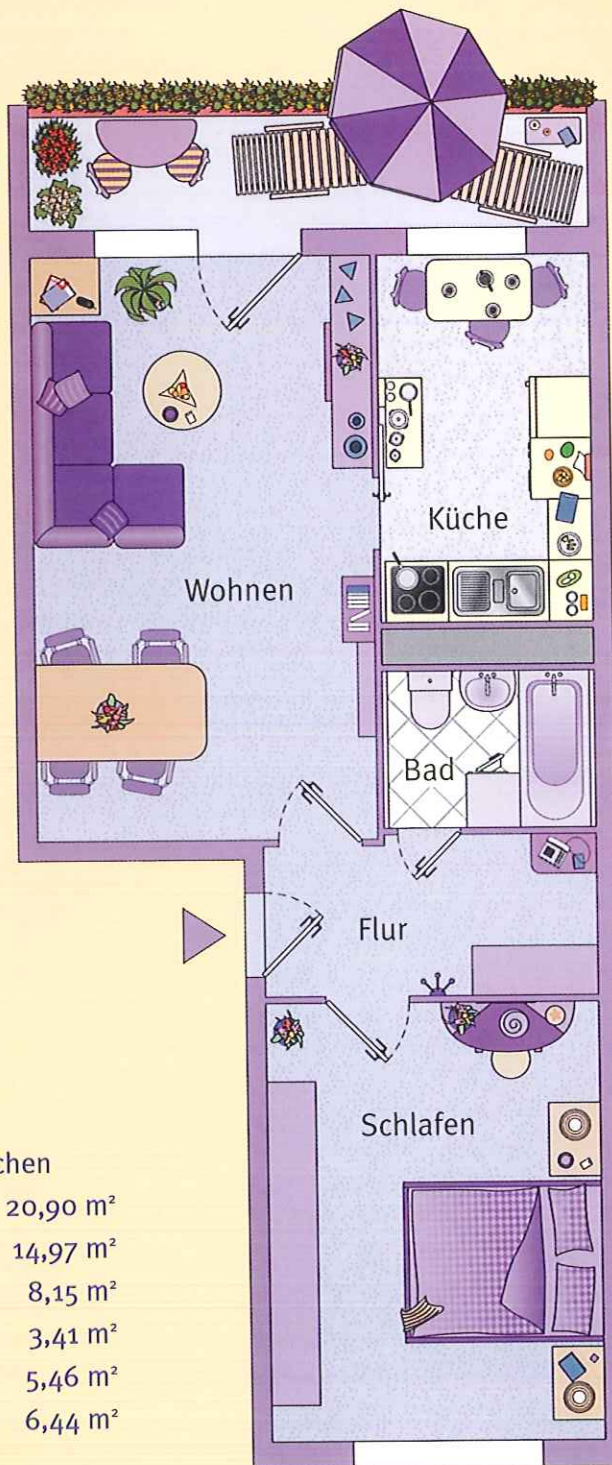 Küche
Wohnen
Bad
Flur
Schlafen
chen
20,90 m²
14,97 m²
8,15 m²
3,41 m²
5,46 m²
6,44 m²